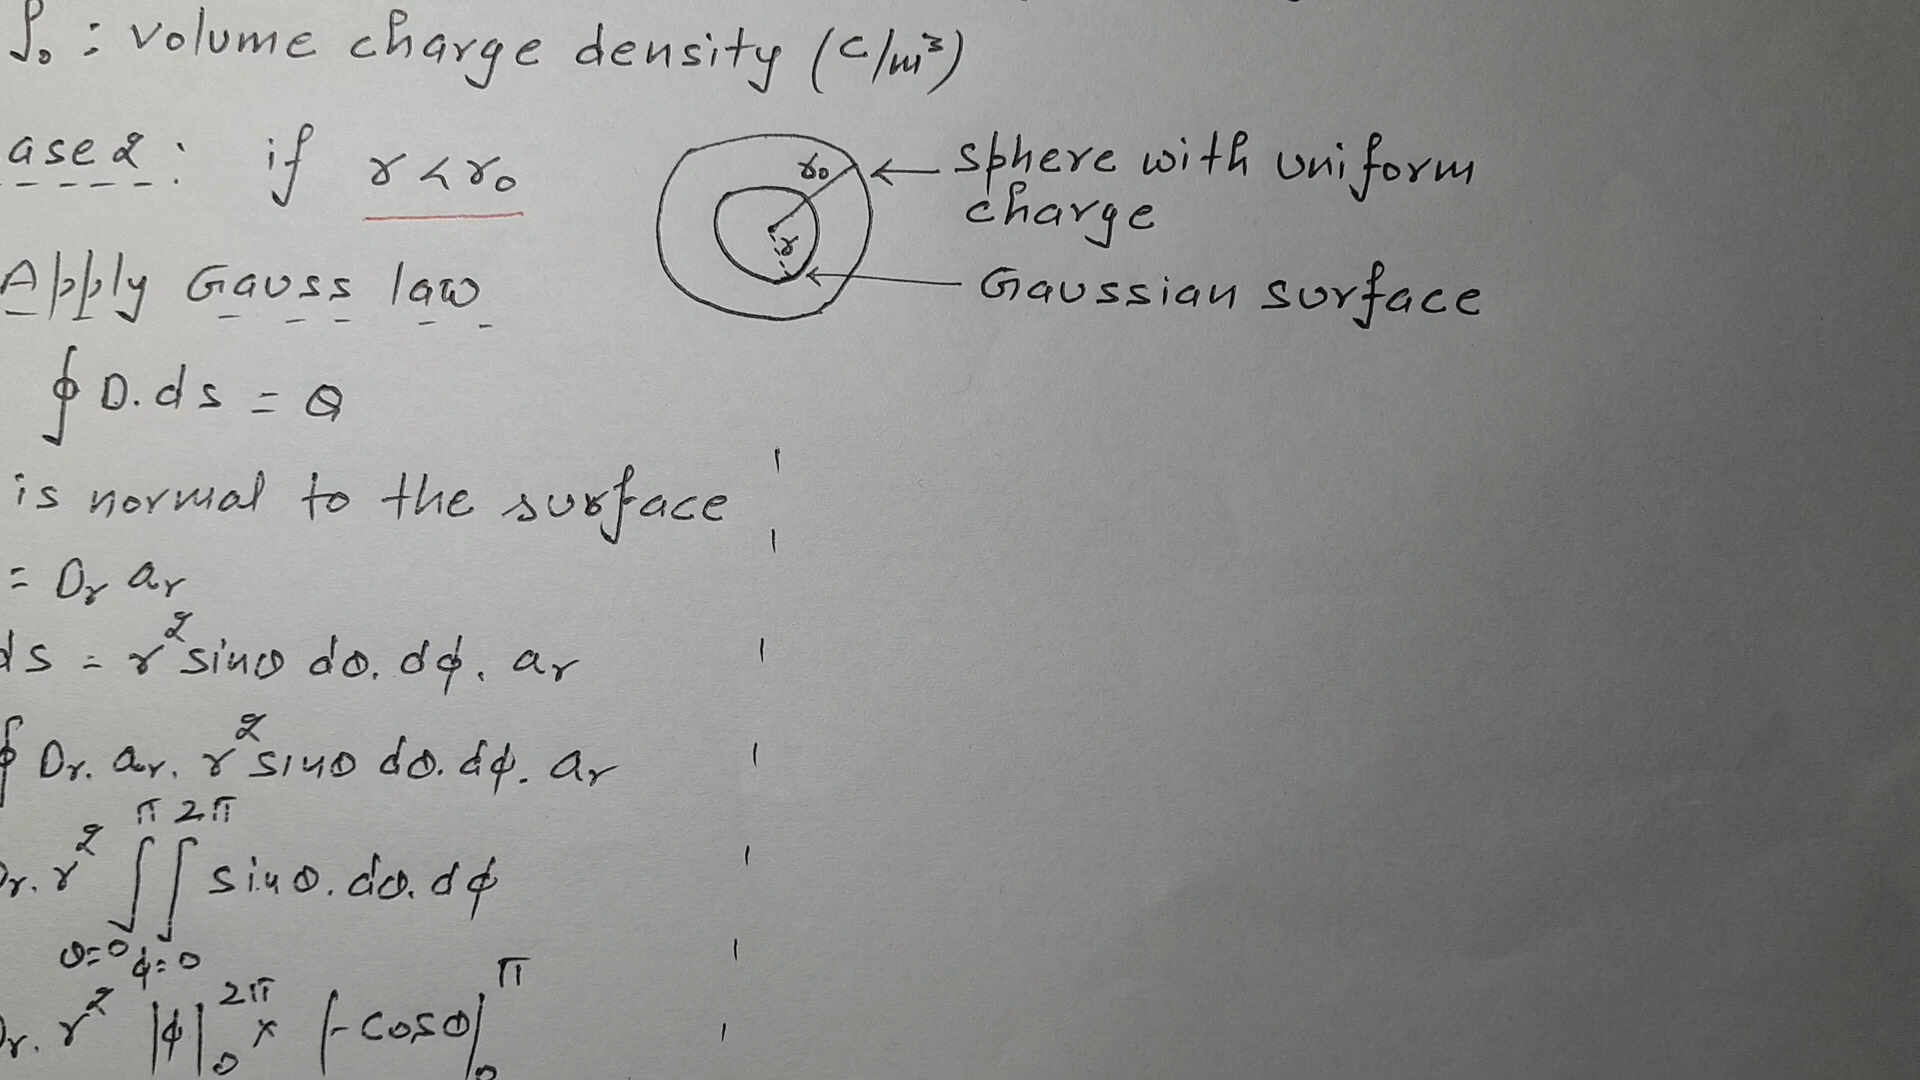 ρ₀ : volume charge density (C/m³)
ase 2 : if r < r₀
r₀
r
sphere with uniform
charge
Gaussian surface
Apply Gauss law
∮ D. ds = Q
is normal to the surface
= Dr ar
ds = r² sinθ dθ. dϕ. ar
∮ Dr. ar. r² sinθ dθ. dϕ. ar
Dr. r² ∫_{θ=0}^{π} ∫_{ϕ=0}^{2π} sinθ. dθ. dϕ
Dr. r² |ϕ|₀^{2π} × |-cosθ|₀^{π}